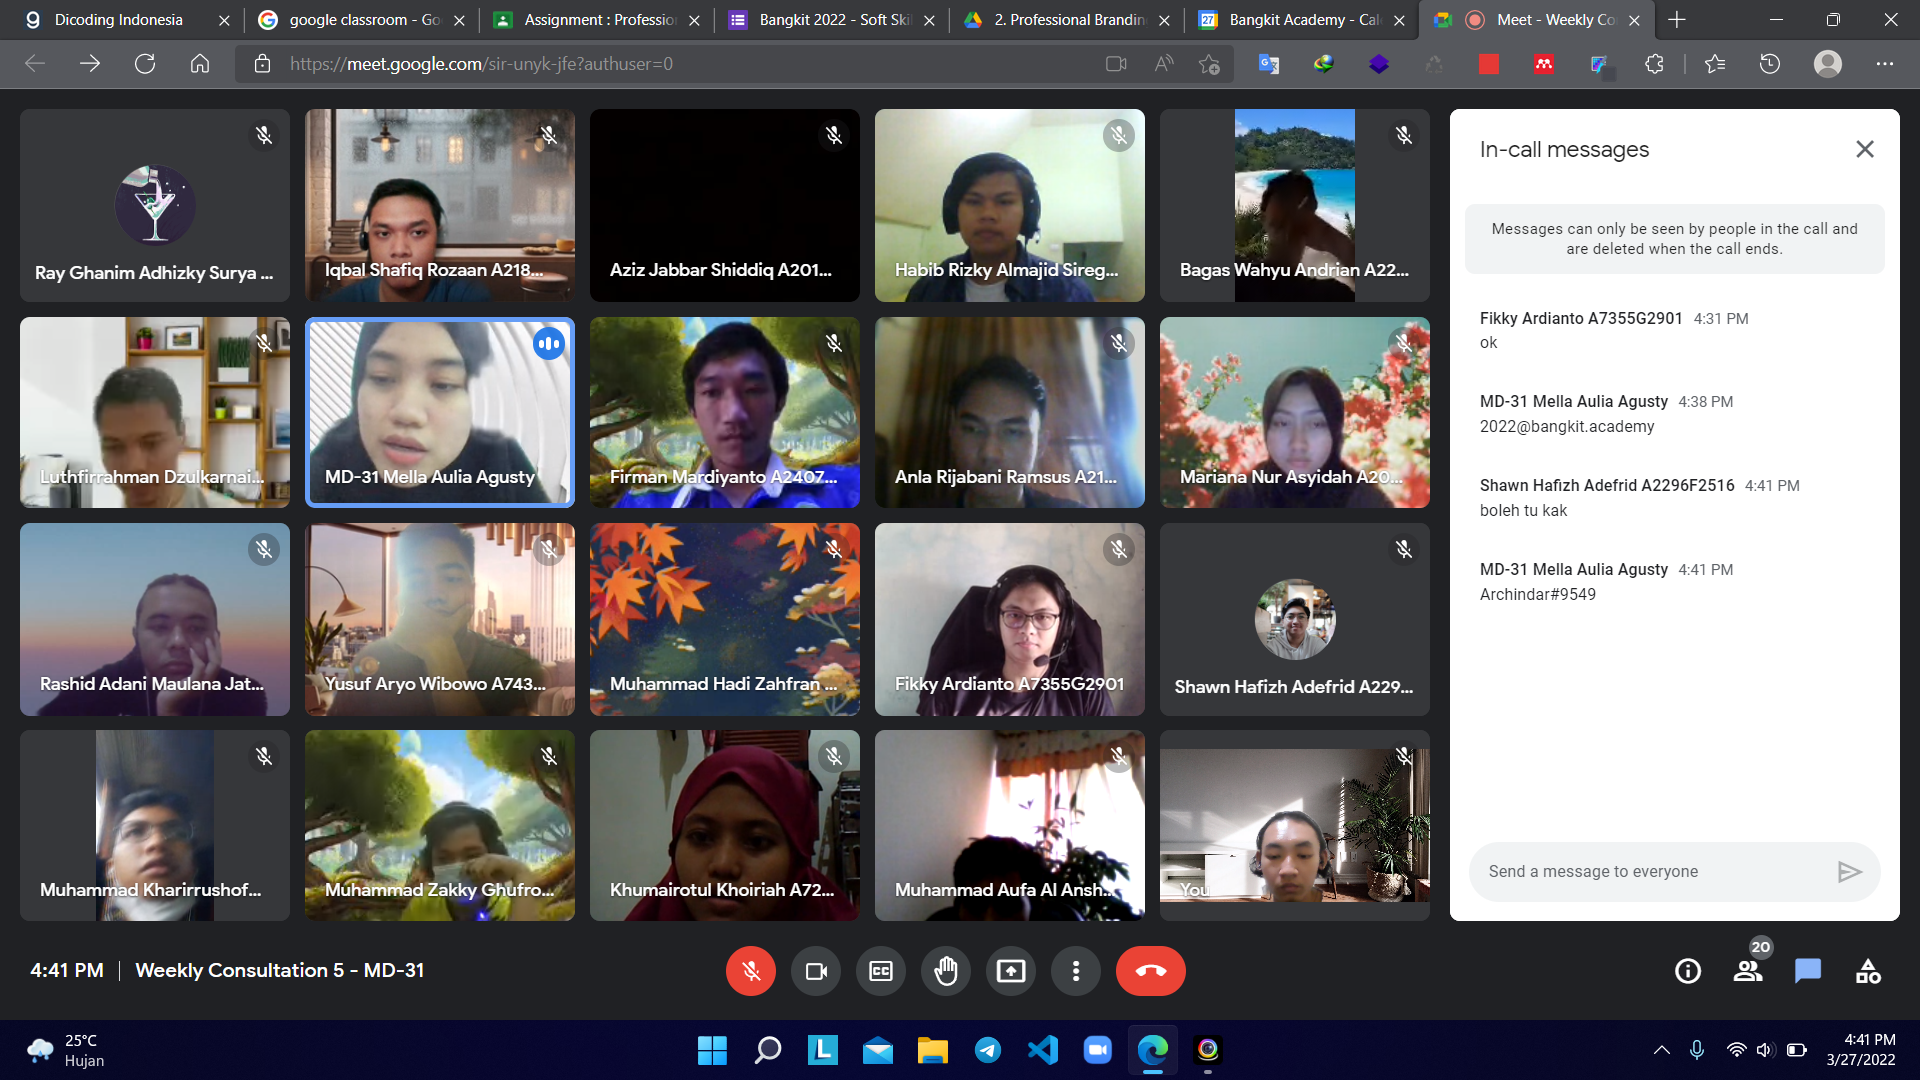 Dicoding Indonesia
google classroom - Go
Assignment : Professio
Bangkit 2022 - Soft Skil
2. Professional Brandin
Bangkit Academy - Cal
Meet - Weekly Co
https://meet.google.com/sir-unyk-jfe?authuser=0
Ray Ghanim Adhizky Surya ...
Iqbal Shafiq Rozaan A218...
Aziz Jabbar Shiddiq A201...
Habib Rizky Almajid Sireg...
Bagas Wahyu Andrian A22...
Luthfirrahman Dzulkarnai...
MD-31 Mella Aulia Agusty
Firman Mardiyanto A2407...
Anla Rijabani Ramsus A21...
Mariana Nur Asyidah A20...
Rashid Adani Maulana Jat...
Yusuf Aryo Wibowo A743...
Muhammad Hadi Zahfran ...
Fikky Ardianto A7355G2901
Shawn Hafizh Adefrid A229...
Muhammad Kharirrushof...
Muhammad Zakky Ghufro...
Khumairotul Khoiriah A72...
Muhammad Aufa Al Ansh...
You
In-call messages
Messages can only be seen by people in the call and
are deleted when the call ends.
Fikky Ardianto A7355G2901 4:31 PM
ok
MD-31 Mella Aulia Agusty 4:38 PM
2022@bangkit.academy
Shawn Hafizh Adefrid A2296F2516 4:41 PM
boleh tu kak
MD-31 Mella Aulia Agusty 4:41 PM
Archindar#9549
Send a message to everyone
4:41 PM | Weekly Consultation 5 - MD-31
CC
20
25°C
Hujan
L
4:41 PM
3/27/2022